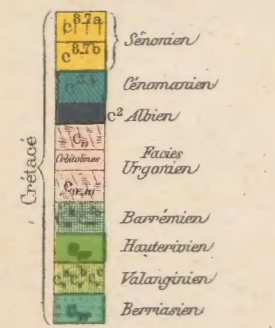 Crétacé
c 8.7a
c 8.7b
Sénonien
Cénomanien
c² Albien
Orbitolines
Facies
Urgonien
Barrémien
Hauterivien
Valanginien
Berriasien